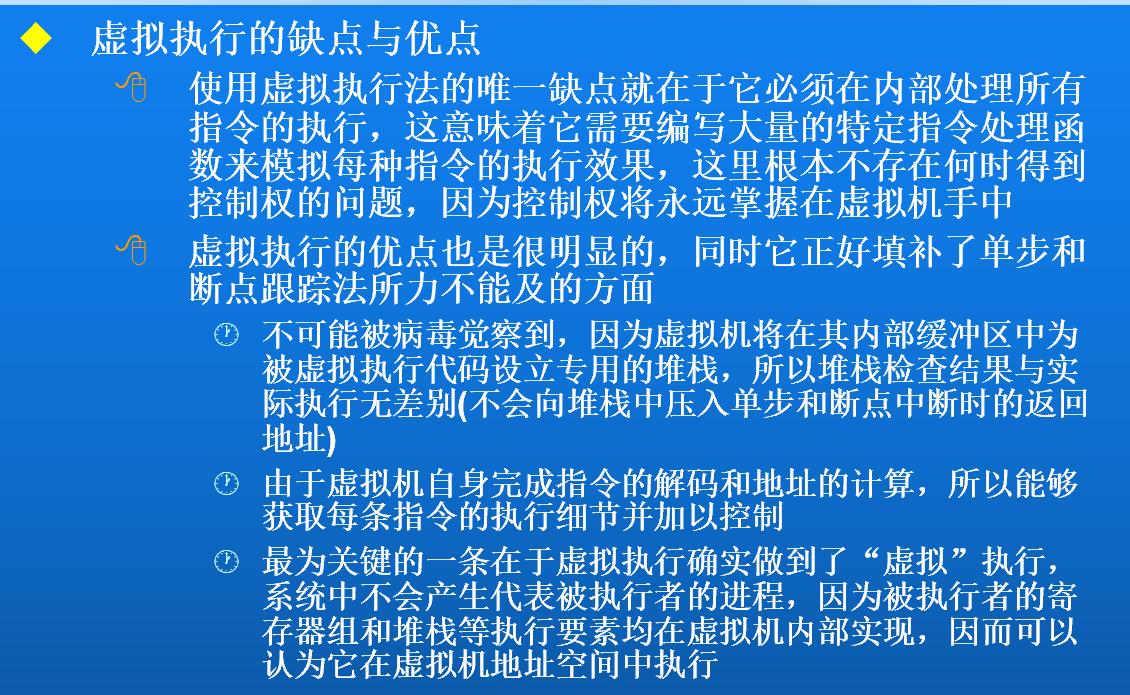 虚拟执行的缺点与优点
使用虚拟执行法的唯一缺点就在于它必须在内部处理所有
指令的执行，这意味着它需要编写大量的特定指令处理函
数来模拟每种指令的执行效果，这里根本不存在何时得到
控制权的问题，因为控制权将永远掌握在虚拟机手中
虚拟执行的优点也是很明显的，同时它正好填补了单步和
断点跟踪法所力不能及的方面
不可能被病毒觉察到，因为虚拟机将在其内部缓冲区中为
被虚拟执行代码设立专用的堆栈，所以堆栈检查结果与实
际执行无差别(不会向堆栈中压入单步和断点中断时的返回
地址)
由于虚拟机自身完成指令的解码和地址的计算，所以能够
获取每条指令的执行细节并加以控制
最为关键的一条在于虚拟执行确实做到了“虚拟”执行，
系统中不会产生代表被执行者的进程，因为被执行者的寄
存器组和堆栈等执行要素均在虚拟机内部实现，因而可以
认为它在虚拟机地址空间中执行